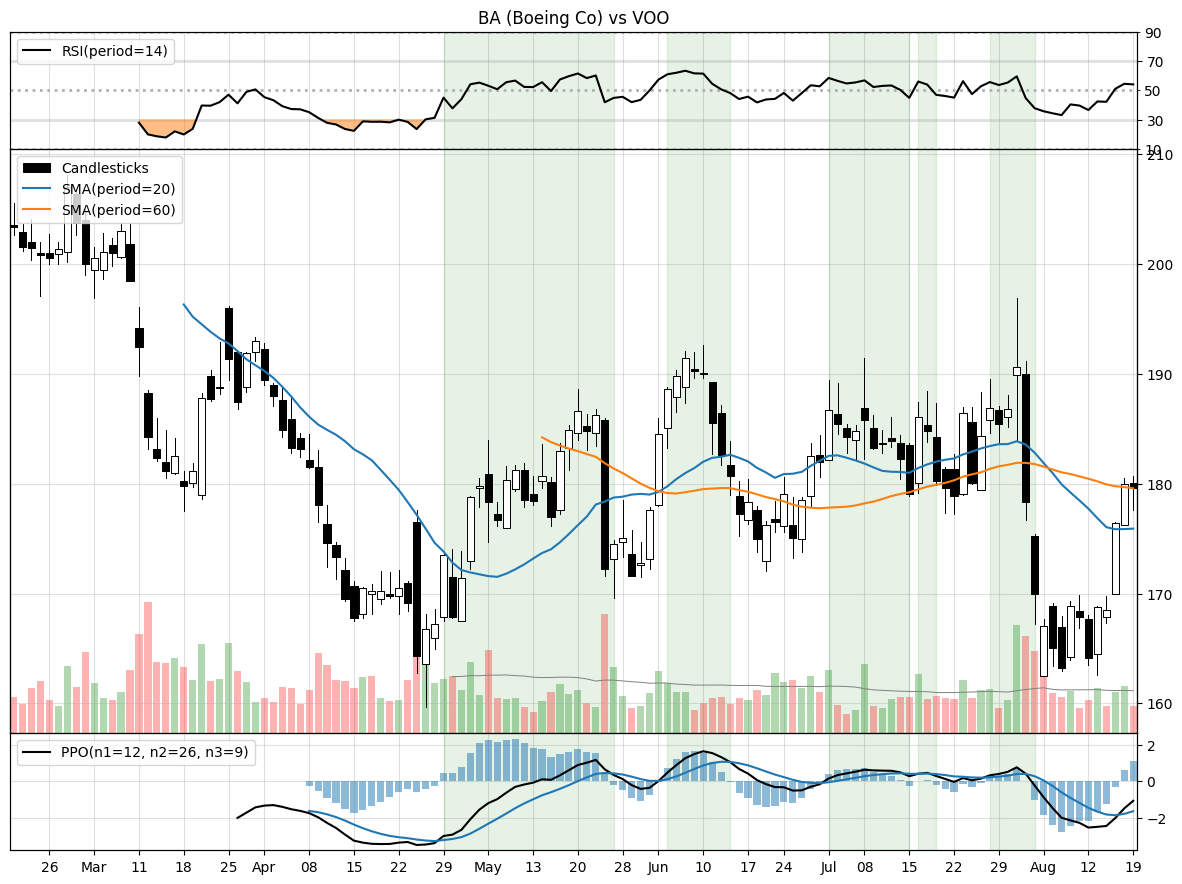 BA (Boeing Co) vs VOO
RSI(period=14)
90
70
50
30
10
Candlesticks
SMA(period=20)
SMA(period=60)
210
200
190
180
170
160
PPO(n1=12, n2=26, n3=9)
2
0
−2
26 Mar 11 18 25 Apr 08 15 22 29 May 13 20 28 Jun 10 17 24 Jul 08 15 22 29 Aug 12 19